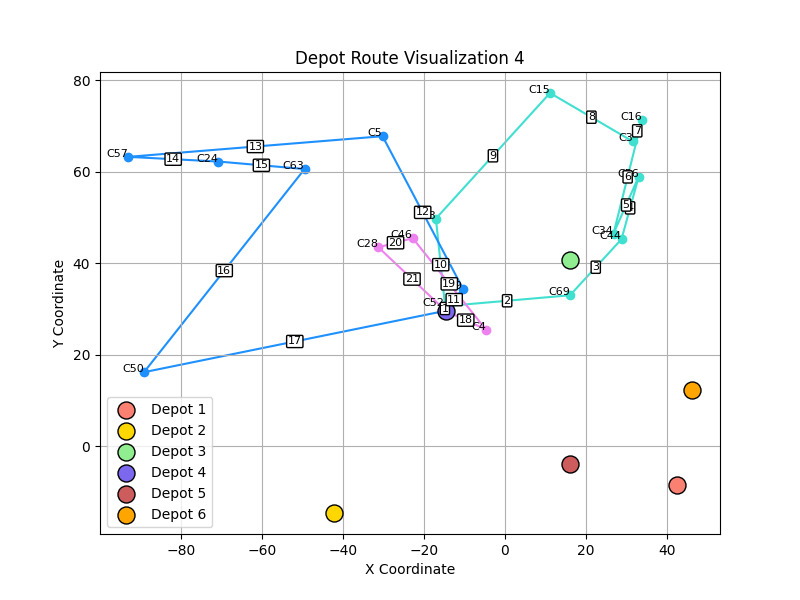 Depot Route Visualization 4
80
60
40
20
0
Y Coordinate
−80
−60
−40
−20
0
20
40
X Coordinate
C15
C16
C5
C57
C24
C63
C34
C44
C46
C28
C69
C4
C50
1
2
3
5
6
7
8
9
10
11
12
13
14
15
16
17
18
19
20
21
Depot 1
Depot 2
Depot 3
Depot 4
Depot 5
Depot 6